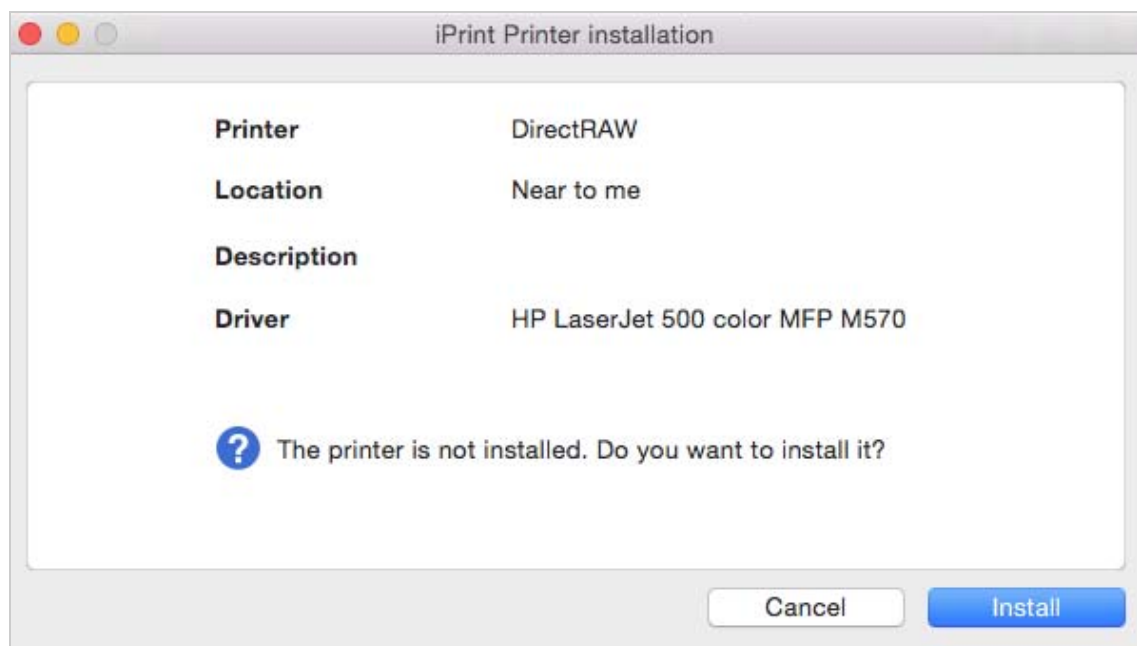 iPrint Printer installation
Printer DirectRAW
Location Near to me
Description
Driver HP LaserJet 500 color MFP M570
? The printer is not installed. Do you want to install it?
Cancel Install